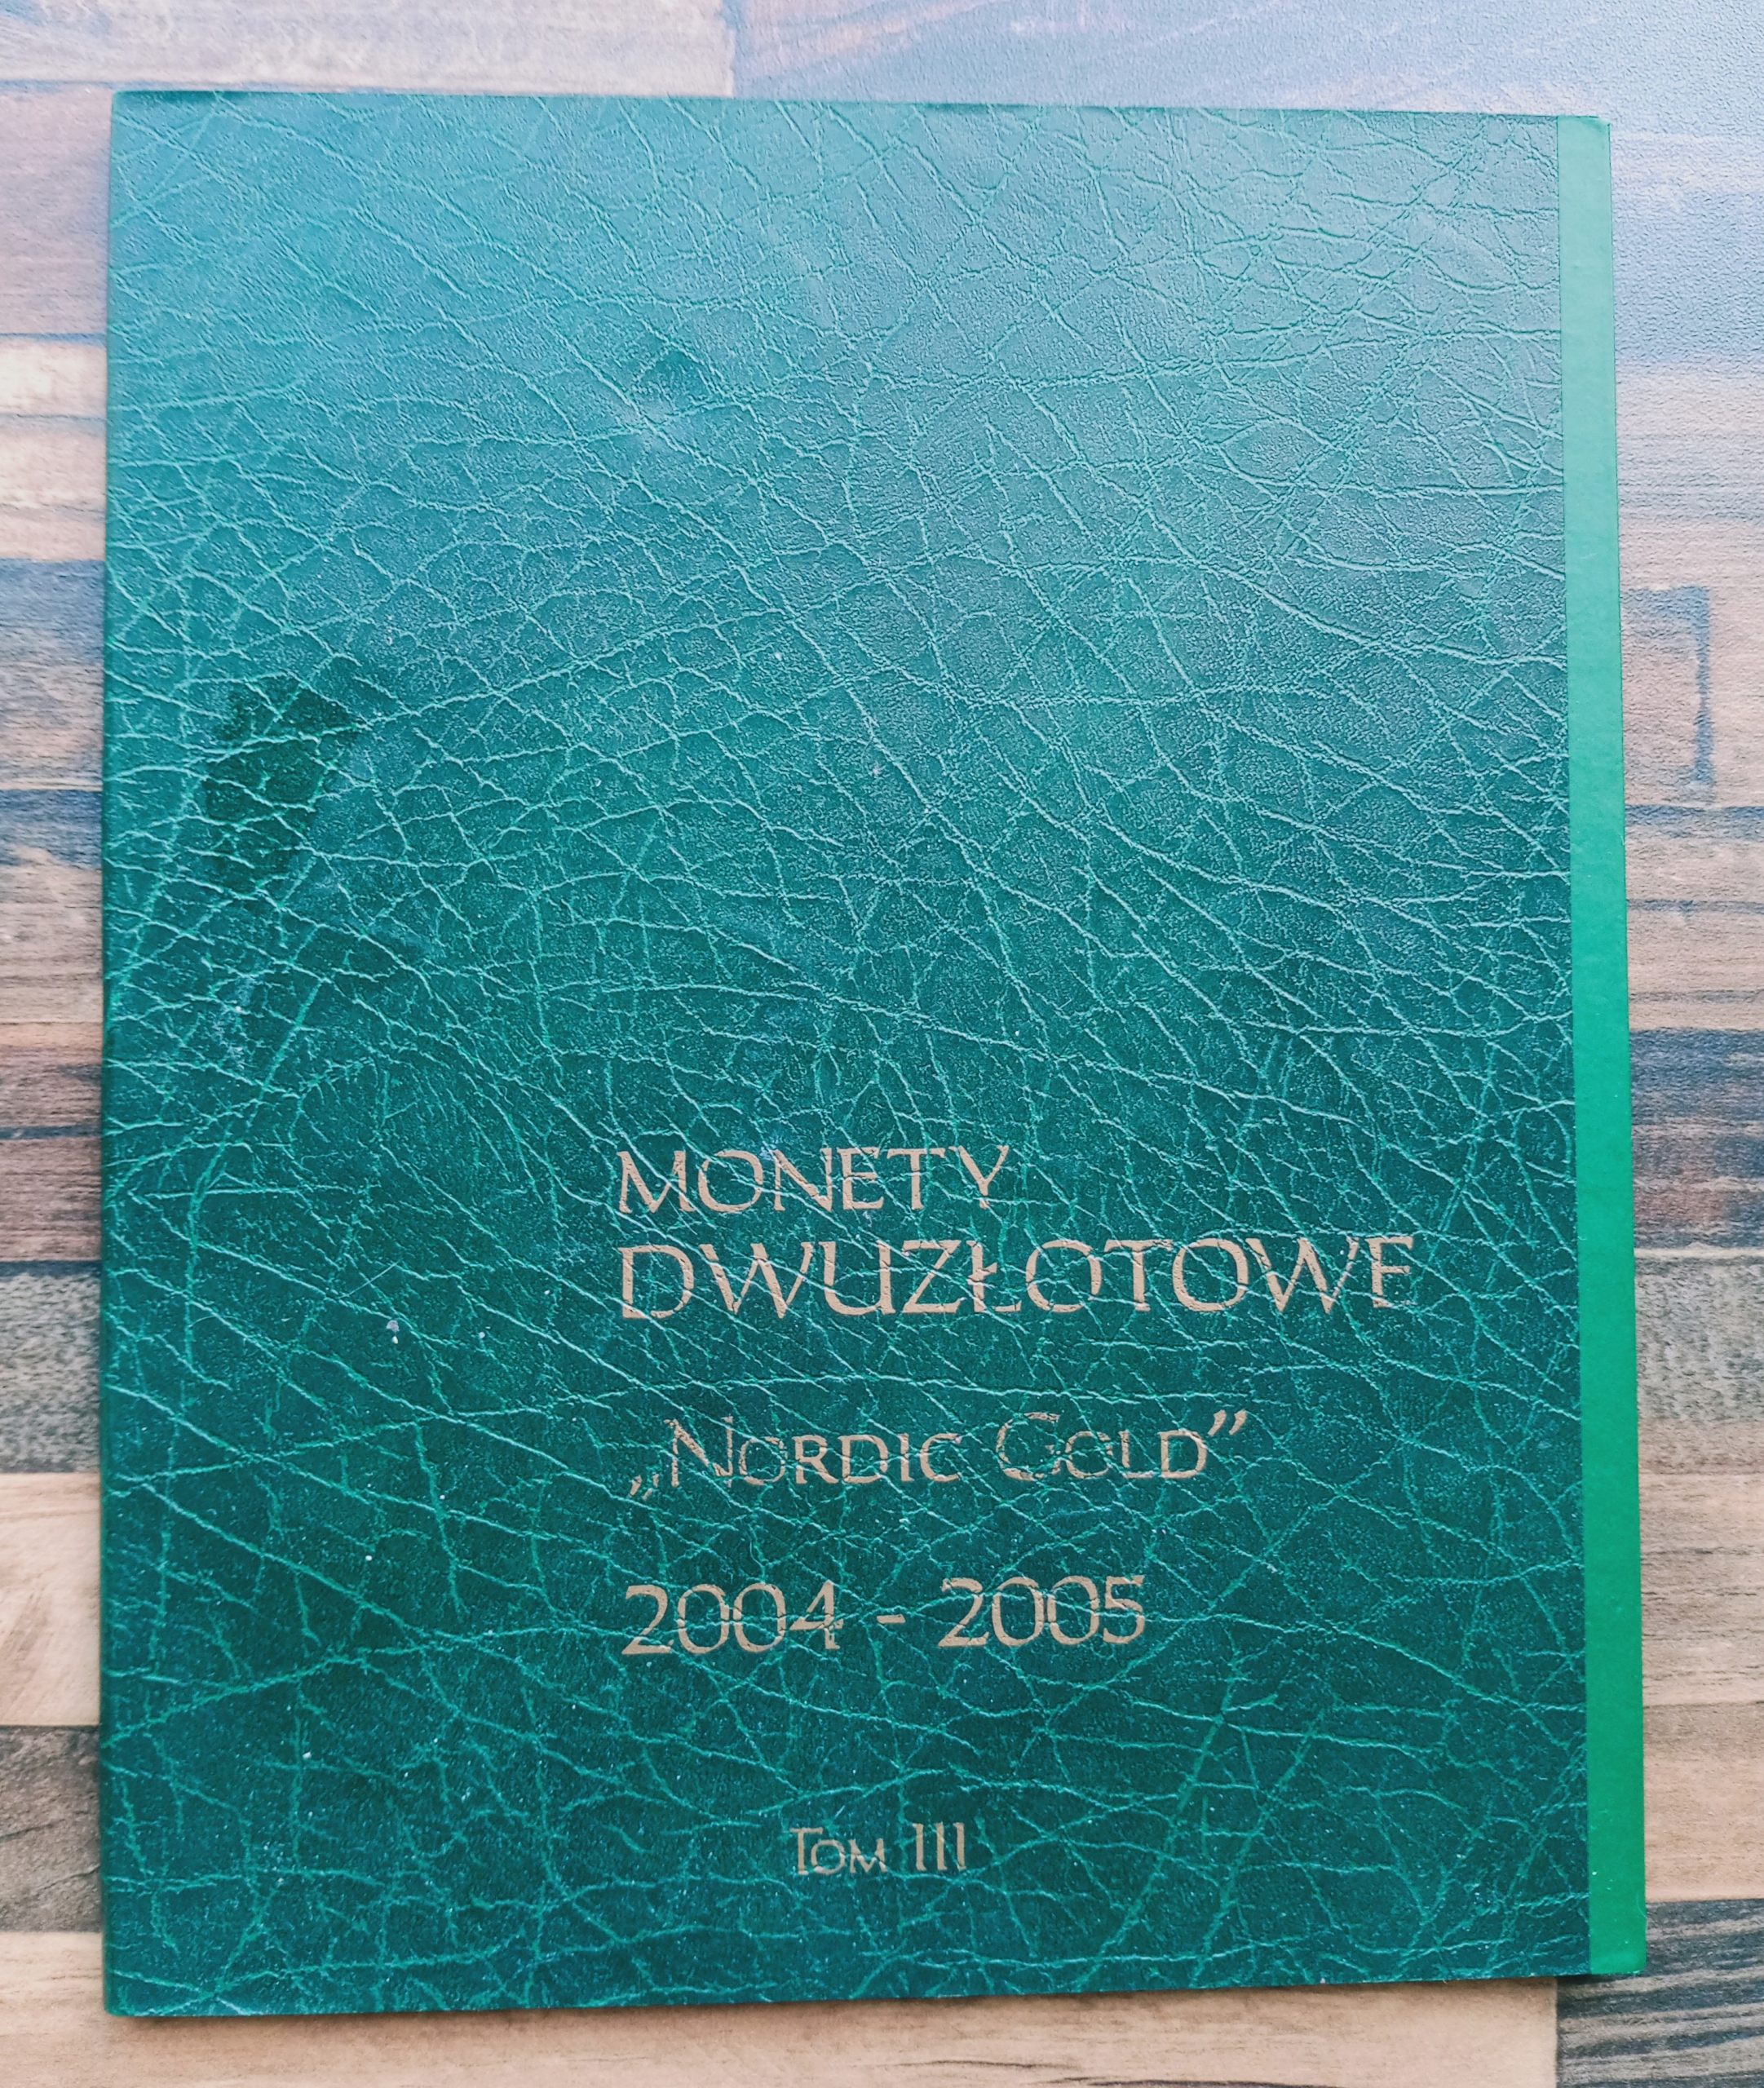 MONETY
DWUZŁOTOWE
„NORDIC GOLD”
2004 - 2005
TOM III